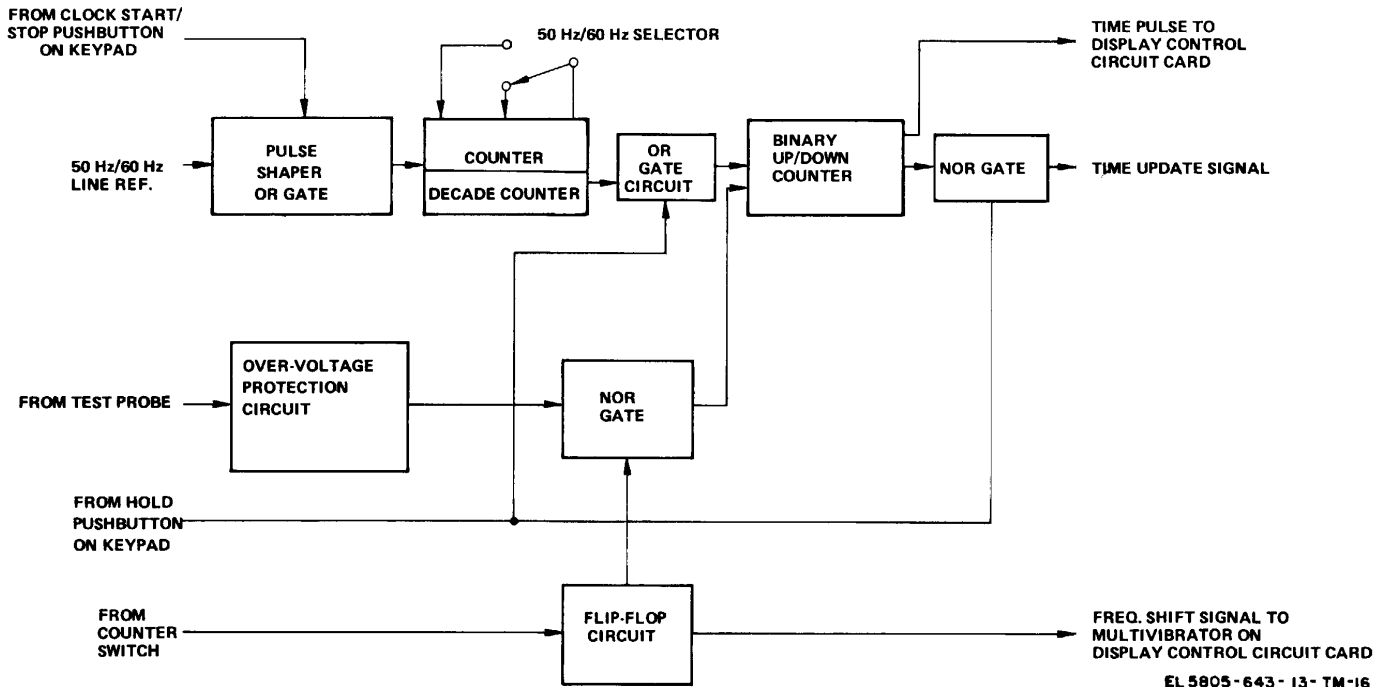 FROM CLOCK START/
STOP PUSHBUTTON
ON KEYPAD
50 Hz/60 Hz SELECTOR
TIME PULSE TO
DISPLAY CONTROL
CIRCUIT CARD
50 Hz/60 Hz
LINE REF.
PULSE
SHAPER
OR GATE
COUNTER
DECADE COUNTER
OR
GATE
CIRCUIT
BINARY
UP/DOWN
COUNTER
NOR GATE
TIME UPDATE SIGNAL
FROM TEST PROBE
OVER-VOLTAGE
PROTECTION
CIRCUIT
NOR
GATE
FROM HOLD
PUSHBUTTON
ON KEYPAD
FROM
COUNTER
SWITCH
FLIP-FLOP
CIRCUIT
FREQ. SHIFT SIGNAL TO
MULTIVIBRATOR ON
DISPLAY CONTROL CIRCUIT CARD
EL 5805-643-13-TM-16